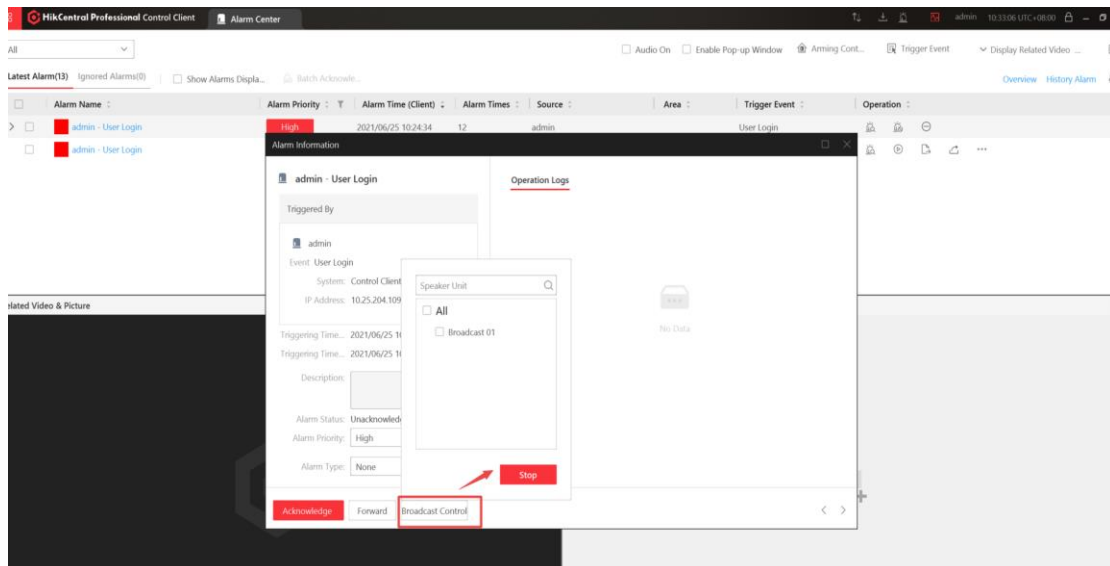 HikCentral Professional Control Client
Alarm Center
admin 10:33:06 UTC+08:00
All
Audio On
Enable Pop-up Window
Arming Cont...
Trigger Event
Display Related Video ...
Latest Alarm(13)
Ignored Alarms(0)
Show Alarms Displa...
Batch Acknowle...
Overview
History Alarm
Alarm Name
Alarm Priority
Alarm Time (Client)
Alarm Times
Source
Area
Trigger Event
Operation
admin - User Login
High
2021/06/25 10:24:34
12
admin
User Login
admin - User Login
Alarm Information
admin - User Login
Operation Logs
Triggered By
admin
Event User Login
System: Control Client
IP Address: 10.25.204.109
Triggering Time... 2021/06/25
Triggering Time... 2021/06/25
Description:
Alarm Status:
Alarm Priority: High
Alarm Type: None
Speaker Unit
All
Broadcast 01
Stop
No Data
Acknowledge
Forward
Broadcast Control
Video & Picture